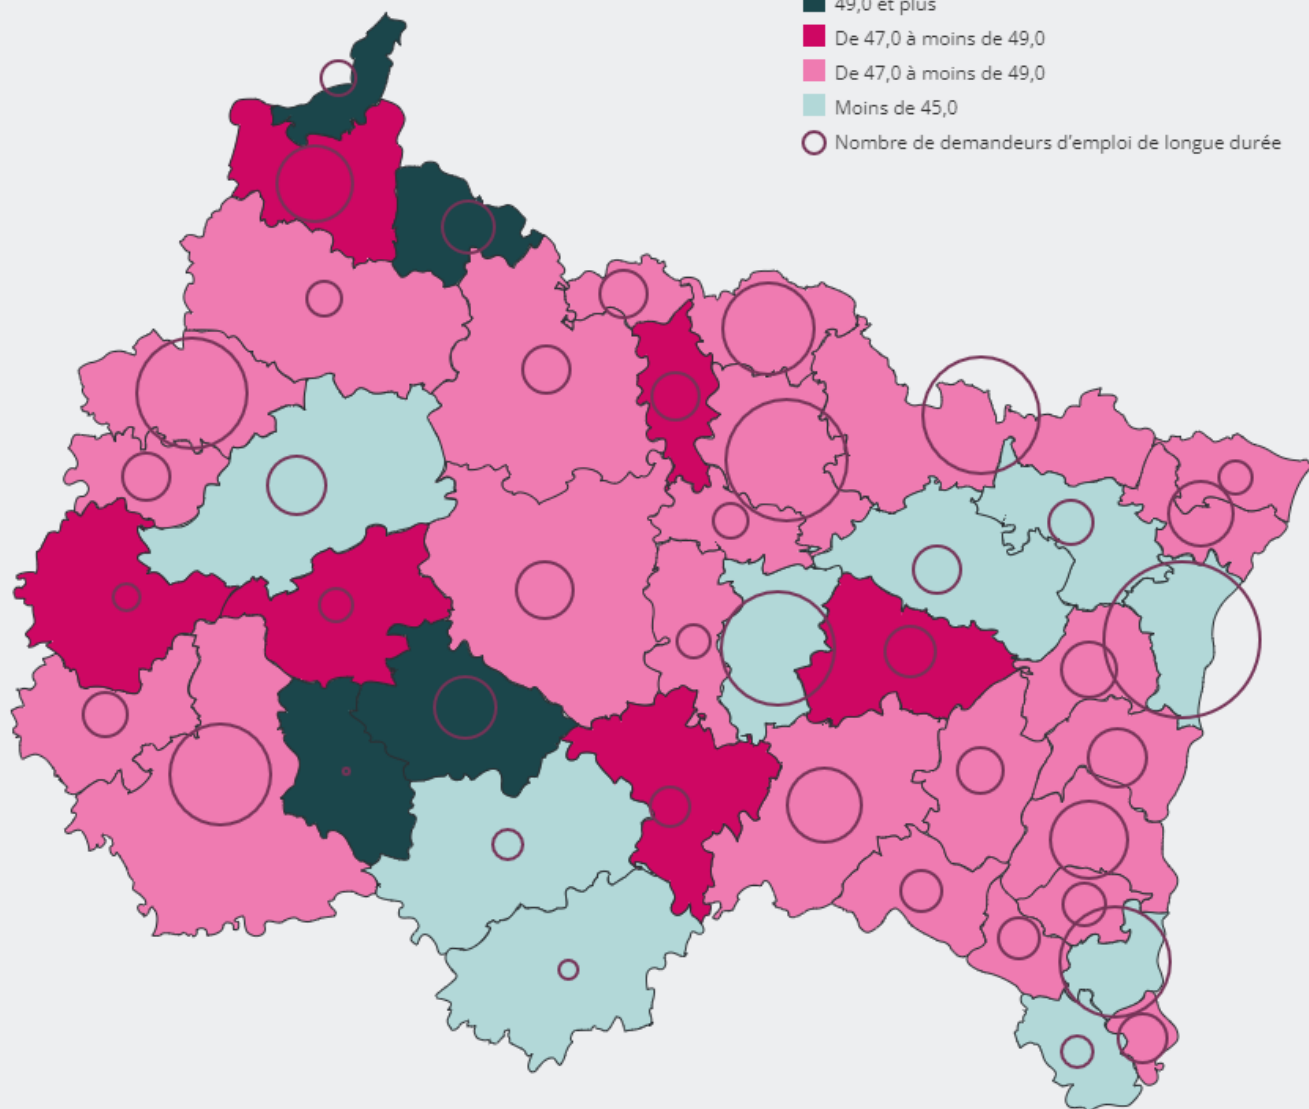 49,0 et plus
De 47,0 à moins de 49,0
De 47,0 à moins de 49,0
Moins de 45,0
Nombre de demandeurs d'emploi de longue durée